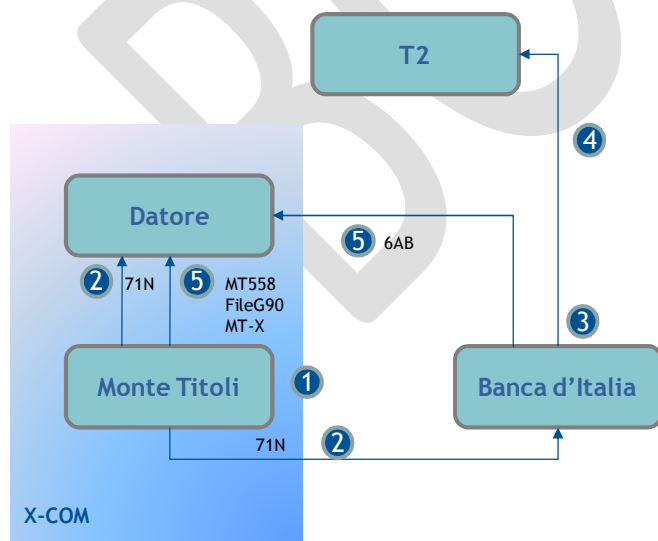 T2
4
Datore
5 6AB
2 71N
5 MT558
FileG90
MT-X
3
Monte Titoli
1
Banca d'Italia
71N 2
X-COM